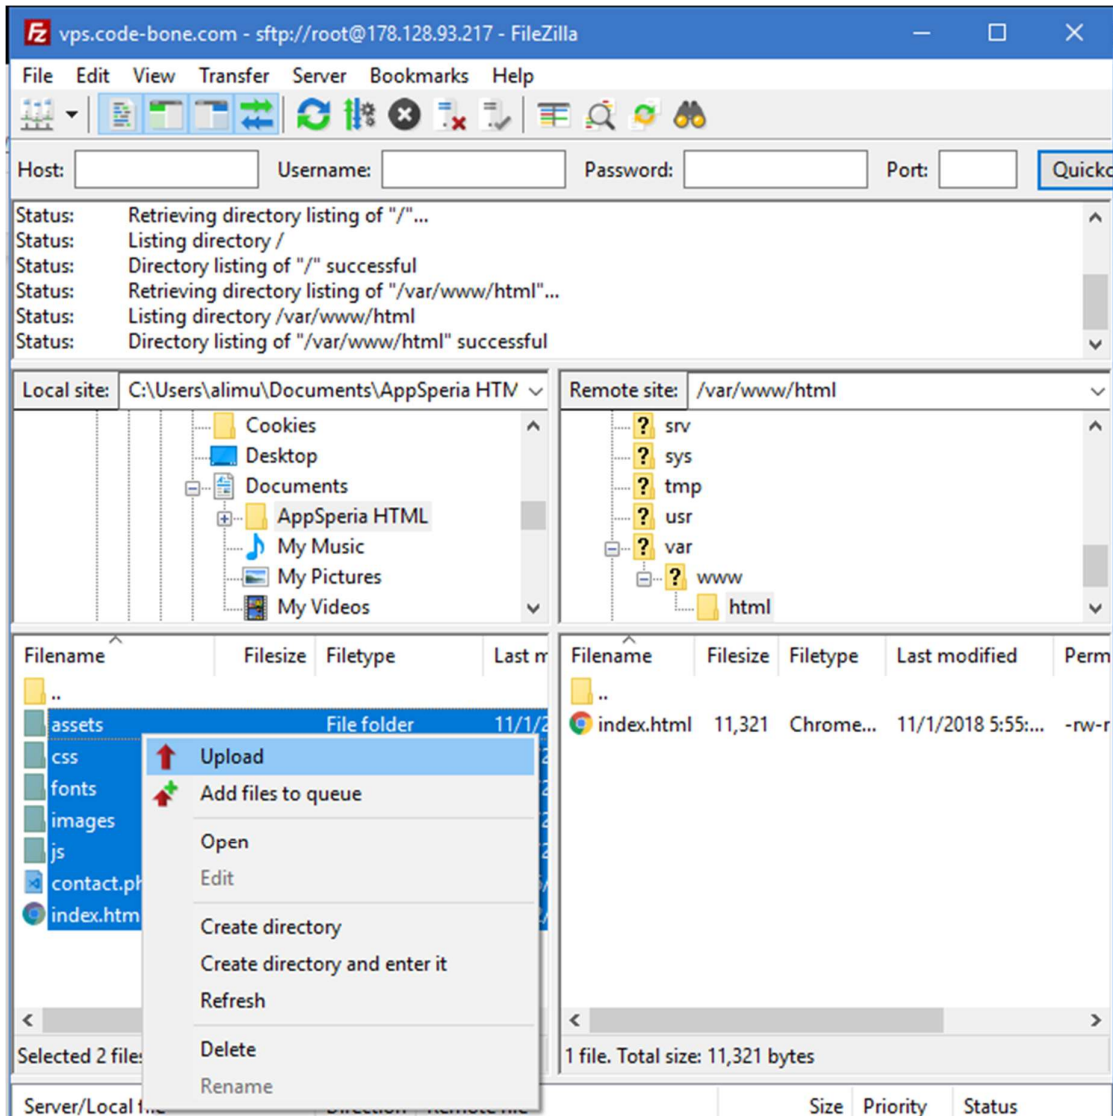 vps.code-bone.com - sftp://root@178.128.93.217 - FileZilla
File Edit View Transfer Server Bookmarks Help
Host: Username: Password: Port: Quickc
Status: Retrieving directory listing of "/"...
Status: Listing directory /
Status: Directory listing of "/" successful
Status: Retrieving directory listing of "/var/www/html"...
Status: Listing directory /var/www/html
Status: Directory listing of "/var/www/html" successful
Local site: C:\Users\alimu\Documents\AppSperia HTM
Cookies
Desktop
Documents
AppSperia HTML
My Music
My Pictures
My Videos
Remote site: /var/www/html
? srv
? sys
? tmp
? usr
? var
? www
html
Filename Filesize Filetype Last m
..
assets File folder 11/1/2
css
fonts
images
js
contact.ph
index.htm
Upload
Add files to queue
Open
Edit
Create directory
Create directory and enter it
Refresh
Delete
Rename
Selected 2 files
Filename Filesize Filetype Last modified Perm
..
index.html 11,321 Chrome... 11/1/2018 5:55:... -rw-r
1 file. Total size: 11,321 bytes
Server/Local Direction Remote file Size Priority Status